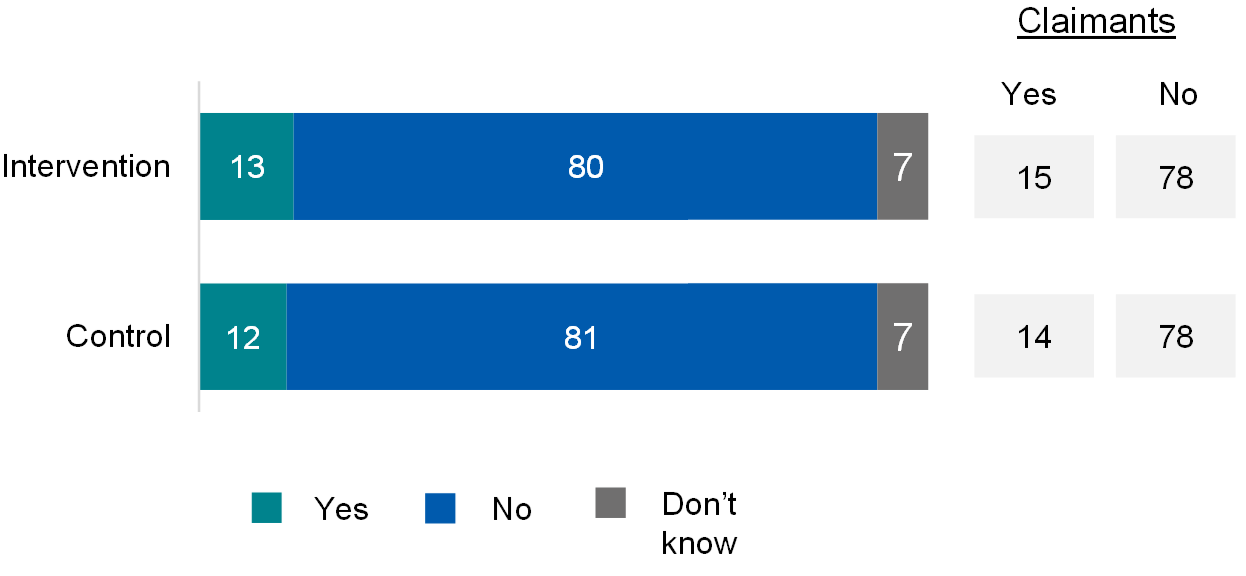 Claimants
Yes No
Intervention 13 80 7 15 78
Control 12 81 7 14 78
Yes No Don't
know